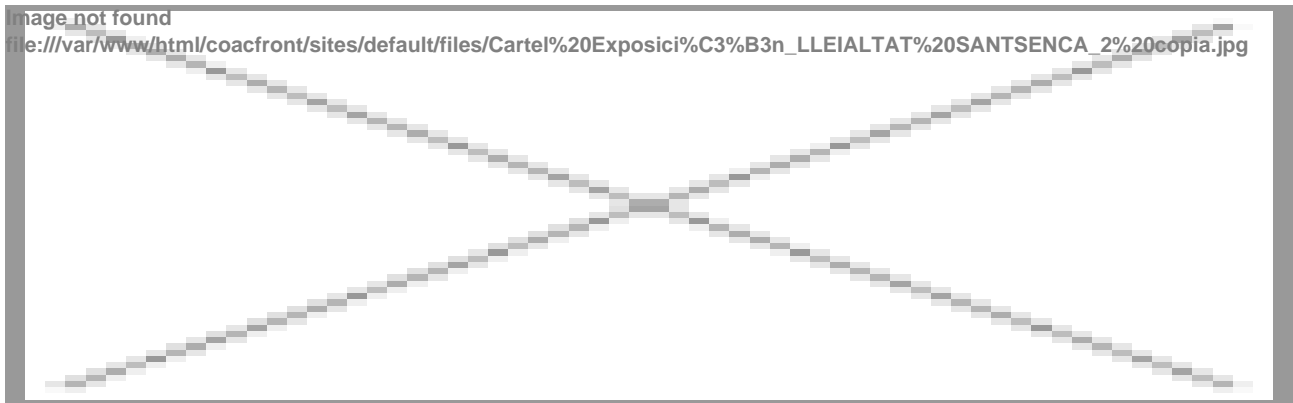 Image not found
file:///var/www/html/coacfront/sites/default/files/Cartel%20Exposici%C3%B3n_LLEIALTAT%20SANTSENCA_2%20copia.jpg